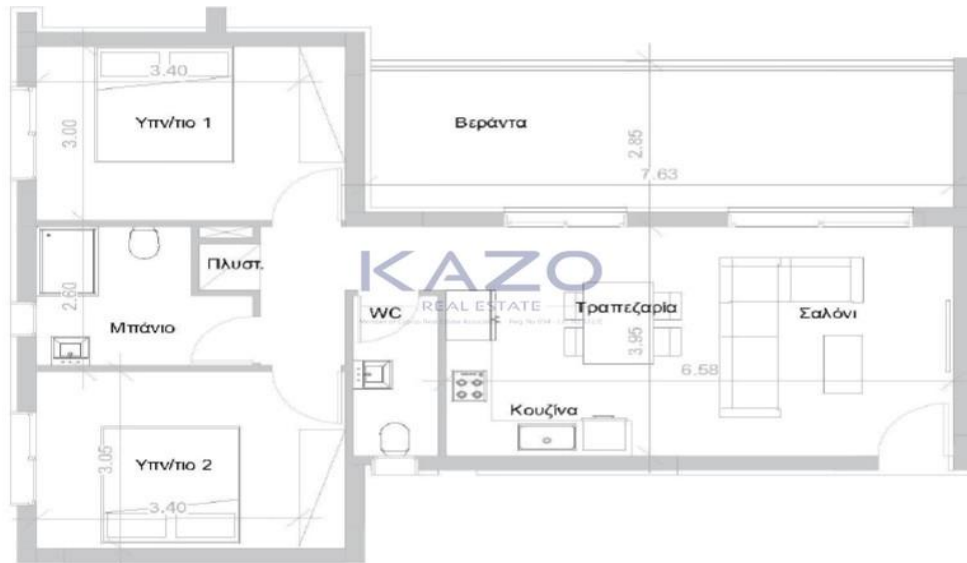 3.40
Υπν/τιο 1
3.00
Βεράντα
2.85
7.63
Πλυστ.
KAZO
REAL ESTATE
2.60
Μπάνιο
WC
Τραπεζαρία
Σαλόνι
3.95
6.58
Κουζίνα
3.05
Υπν/τιο 2
3.40